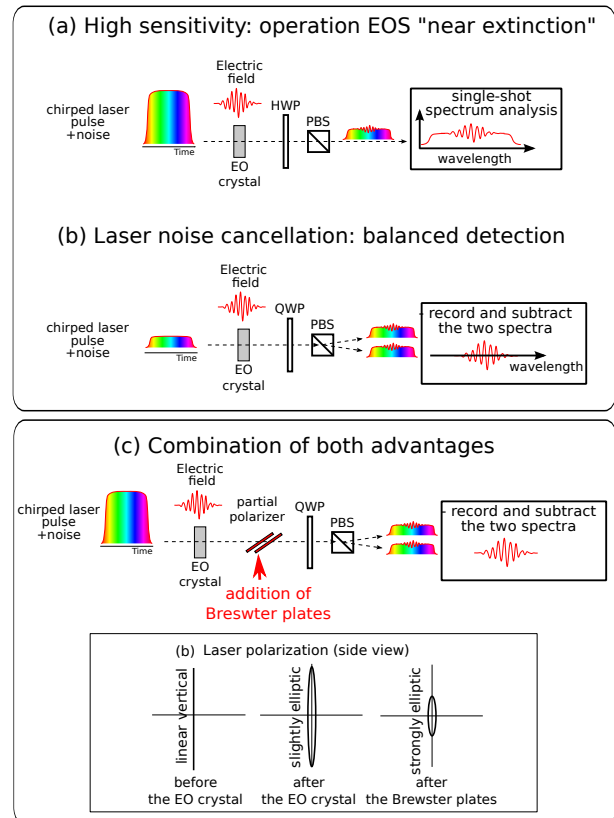 (a) High sensitivity: operation EOS "near extinction"
Electric
field
HWP
PBS
chirped laser
pulse
+noise
Time
EO
crystal
single-shot
spectrum analysis
wavelength
(b) Laser noise cancellation: balanced detection
Electric
field
QWP
PBS
chirped laser
pulse
+noise
Time
EO
crystal
record and subtract
the two spectra
wavelength
(c) Combination of both advantages
Electric
field
partial
polarizer
QWP
PBS
chirped laser
pulse
+noise
Time
EO
crystal
addition of
Breswter plates
record and subtract
the two spectra
(b) Laser polarization (side view)
linear vertical
slightly elliptic
strongly elliptic
before
the EO crystal
after
the EO crystal
after
the Brewster plates